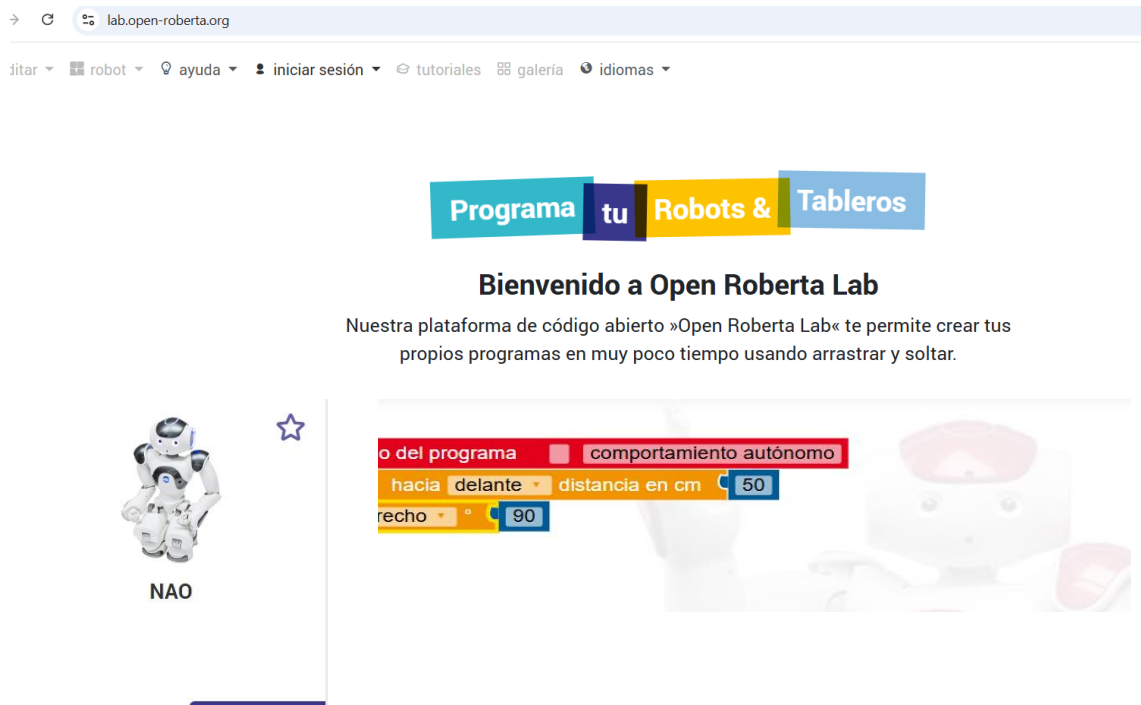 lab.open-roberta.org
ditar robot ayuda iniciar sesión tutoriales galería idiomas
Programa tu Robots & Tableros
Bienvenido a Open Roberta Lab
Nuestra plataforma de código abierto »Open Roberta Lab« te permite crear tus
propios programas en muy poco tiempo usando arrastrar y soltar.
o del programa comportamiento autónomo
hacia delante distancia en cm 50
recho ° 90
NAO